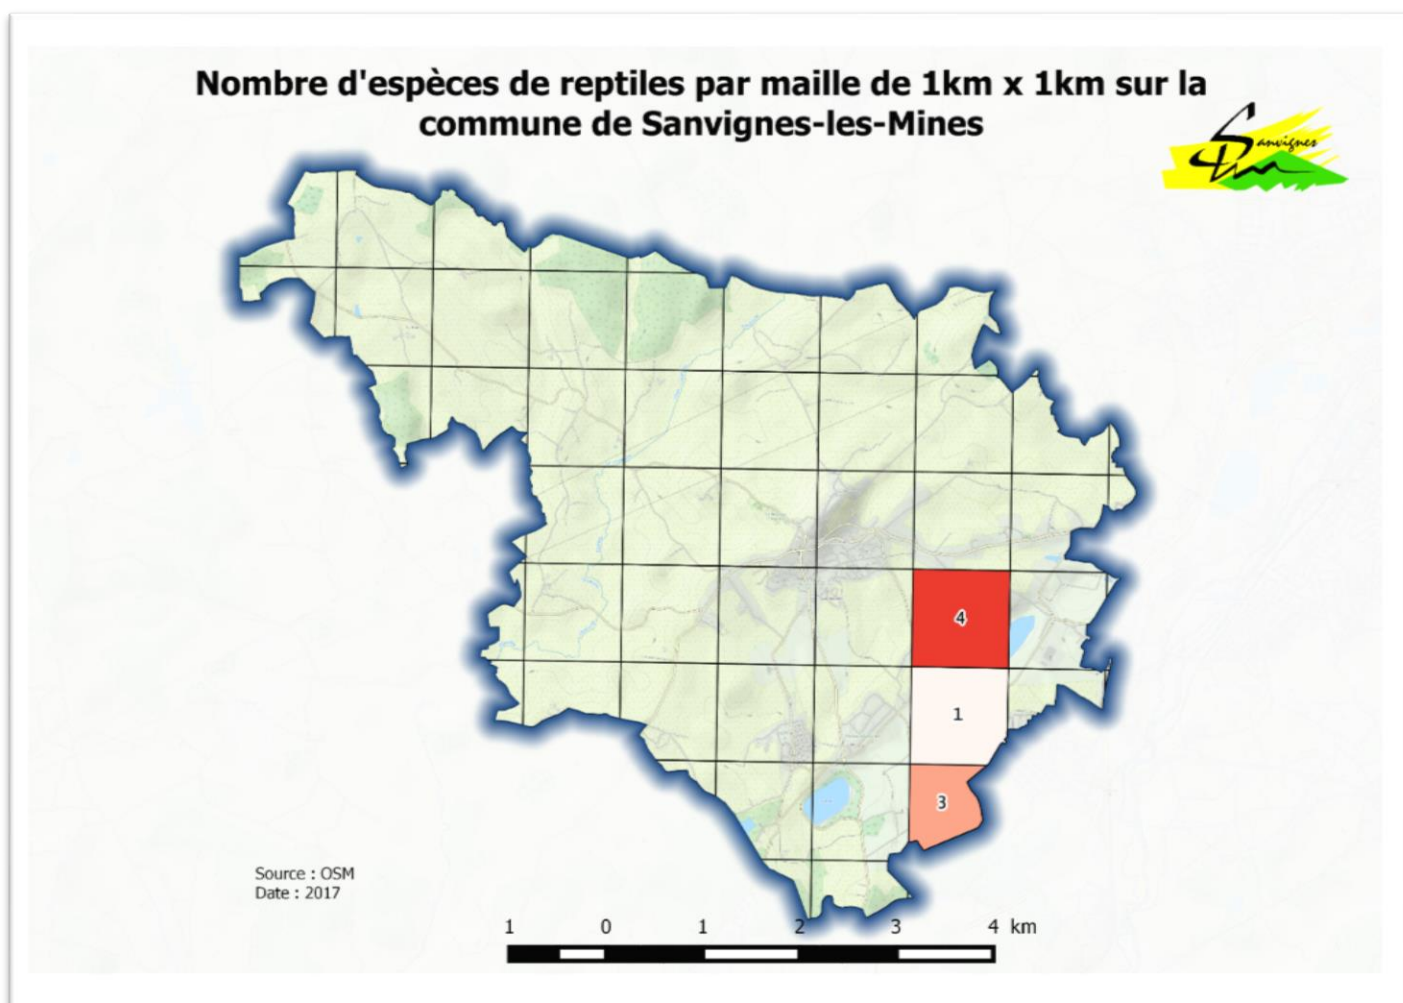 Nombre d'espèces de reptiles par maille de 1km x 1km sur la
commune de Sanvignes-les-Mines
Sanvignes
4
1
3
Source : OSM
Date : 2017
1 0 1 2 3 4 km